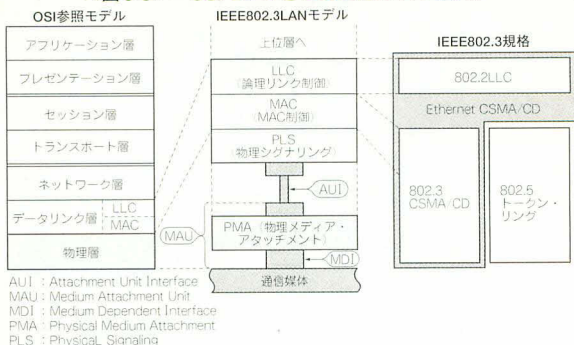 OSI参照モデル
アプリケーション層
プレゼンテーション層
セッション層
トランスポート層
ネットワーク層
データリンク層
LLC
MAC
物理層
IEEE802.3LANモデル
上位層へ
LLC
(論理リンク制御)
MAC
(MAC制御)
PLS
(物理シグナリング)
AUI
MAU
PMA(物理メディア・
アタッチメント)
MDI
通信媒体
IEEE802.3規格
802.2LLC
Ethernet CSMA/CD
802.3
CSMA/CD
802.5
トークン・
リング
AUI : Attachment Unit Interface
MAU : Medium Attachment Unit
MDI : Medium Dependent Interface
PMA : Physical Medium Attachment
PLS : PhysicaL Signaling